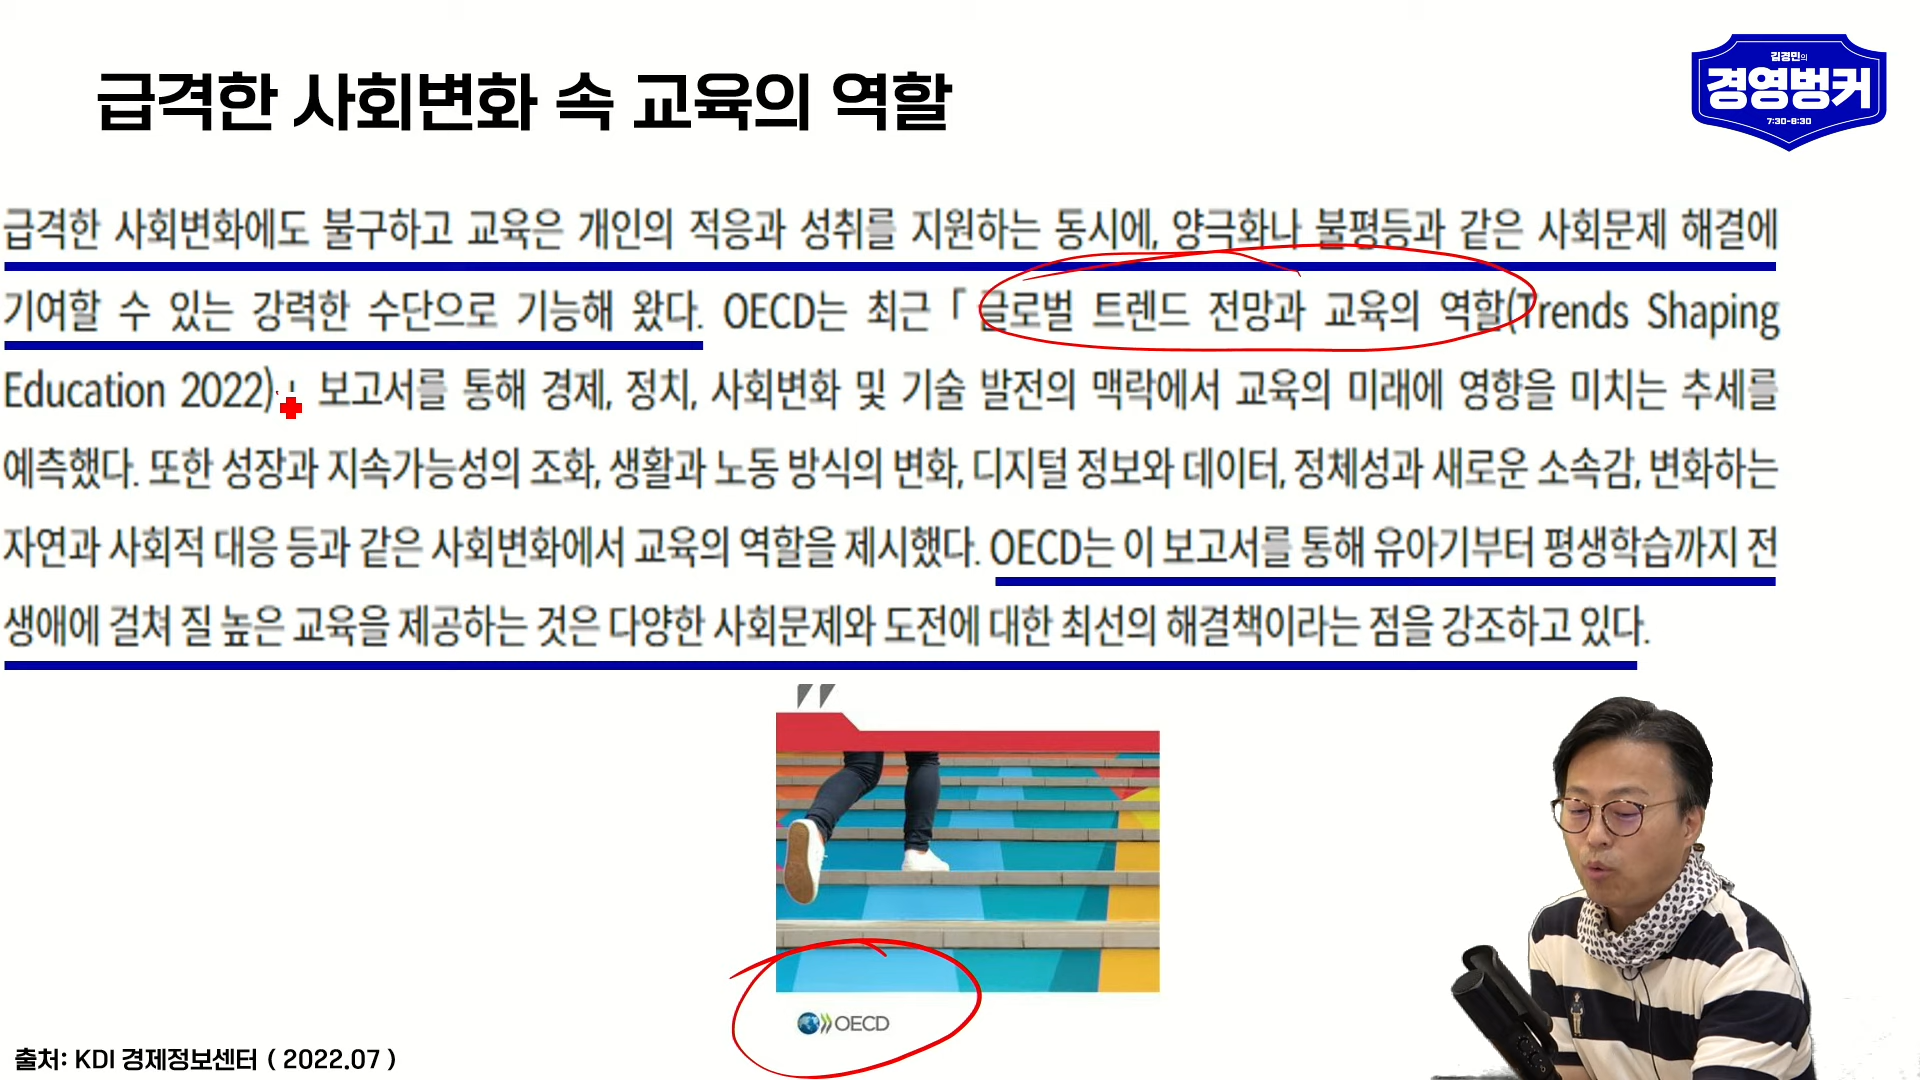 급격한 사회변화 속 교육의 역할
김경민의
경영벙커
7:30-8:30
급격한 사회변화에도 불구하고 교육은 개인의 적응과 성취를 지원하는 동시에, 양극화나 불평등과 같은 사회문제 해결에
기여할 수 있는 강력한 수단으로 기능해 왔다. OECD는 최근 「글로벌 트렌드 전망과 교육의 역할(Trends Shaping
Education 2022)」 보고서를 통해 경제, 정치, 사회변화 및 기술 발전의 맥락에서 교육의 미래에 영향을 미치는 추세를
예측했다. 또한 성장과 지속가능성의 조화, 생활과 노동 방식의 변화, 디지털 정보와 데이터, 정체성과 새로운 소속감, 변화하는
자연과 사회적 대응 등과 같은 사회변화에서 교육의 역할을 제시했다. OECD는 이 보고서를 통해 유아기부터 평생학습까지 전
생애에 걸쳐 질 높은 교육을 제공하는 것은 다양한 사회문제와 도전에 대한 최선의 해결책이라는 점을 강조하고 있다.
OECD
출처: KDI 경제정보센터 ( 2022.07 )